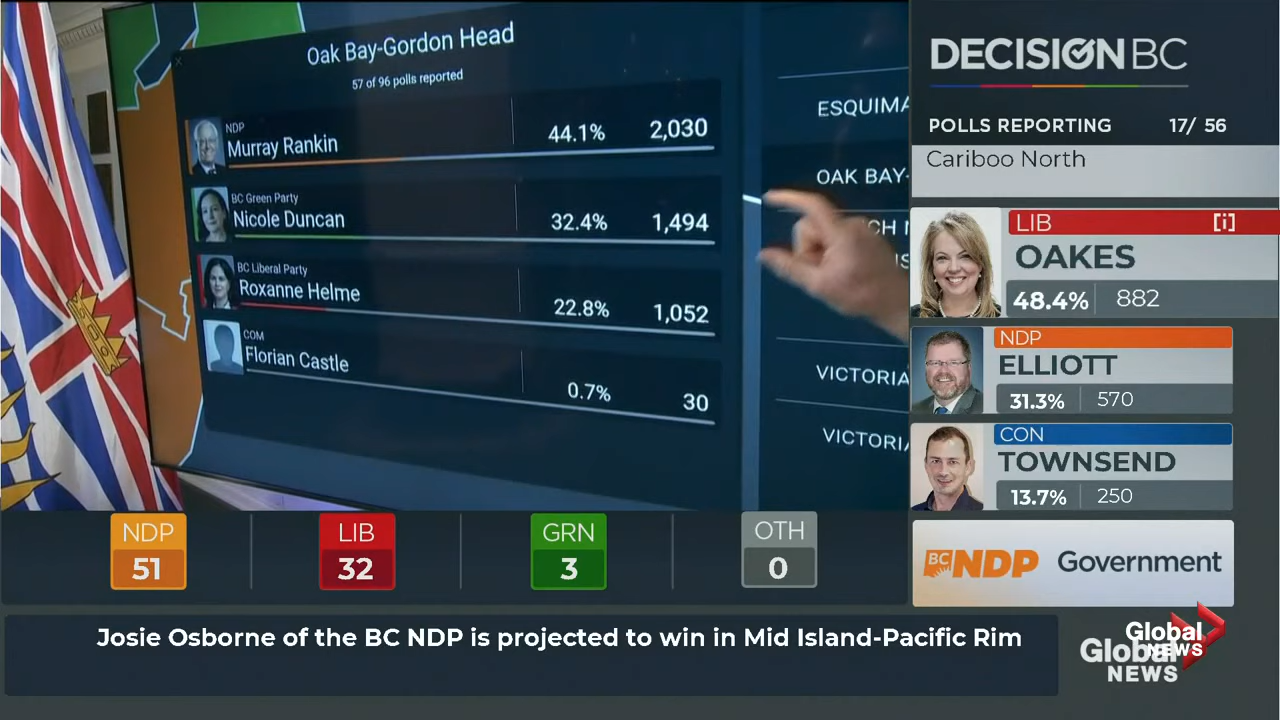 Oak Bay-Gordon Head
57 of 96 polls reported
NDP
Murray Rankin
44.1%
2,030
BC Green Party
Nicole Duncan
32.4%
1,494
BC Liberal Party
Roxanne Helme
22.8%
1,052
COM
Florian Castle
0.7%
30
ESQUIMA
OAK BAY-
CH
VICTORIA
VICTORIA
DECISION BC
POLLS REPORTING 17/ 56
Cariboo North
LIB [i]
OAKES
48.4% 882
NDP
ELLIOTT
31.3% 570
CON
TOWNSEND
13.7% 250
BC NDP Government
NDP
51
LIB
32
GRN
3
OTH
0
Josie Osborne of the BC NDP is projected to win in Mid Island-Pacific Rim
Global
NEWS
Global
NEWS